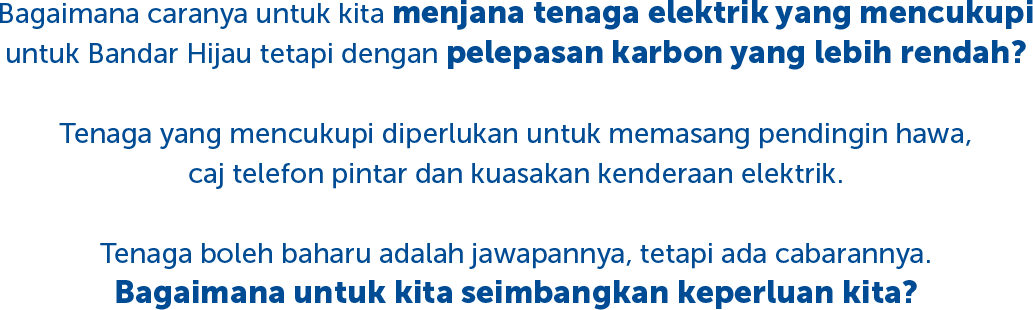 Bagaimana caranya untuk kita menjana tenaga elektrik yang mencukupi
untuk Bandar Hijau tetapi dengan pelepasan karbon yang lebih rendah?
Tenaga yang mencukupi diperlukan untuk memasang pendingin hawa,
caj telefon pintar dan kuasakan kenderaan elektrik.
Tenaga boleh baharu adalah jawapannya, tetapi ada cabarannya.
Bagaimana untuk kita seimbangkan keperluan kita?